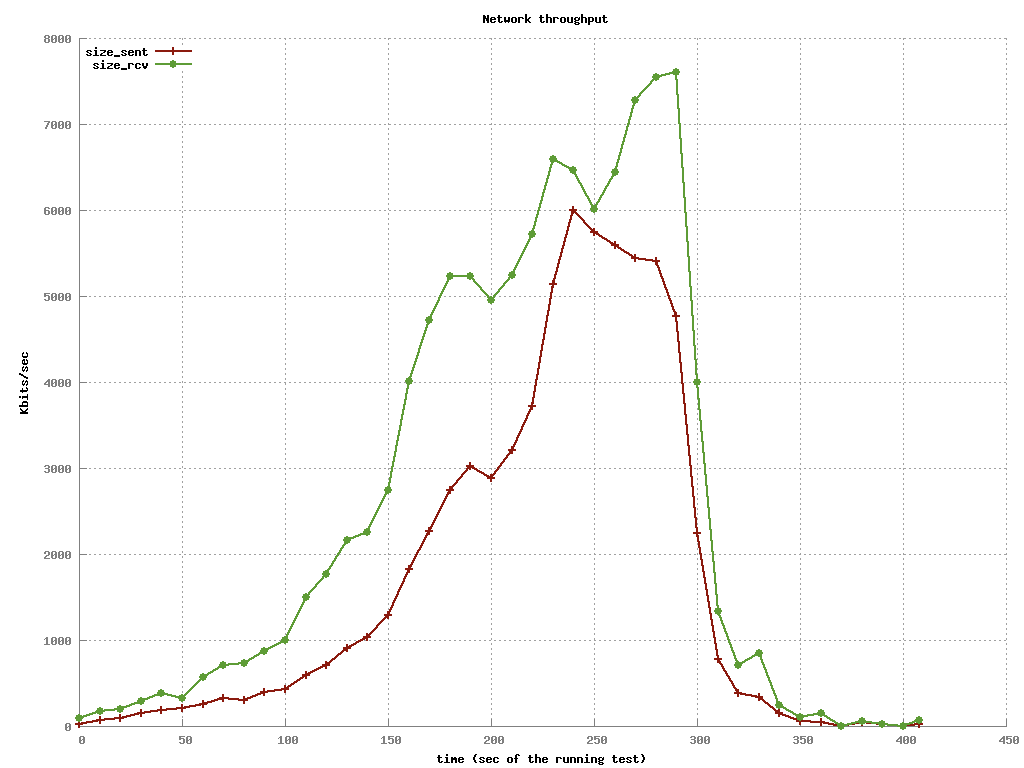 Network throughput
size_sent
size_rcv
8000
7000
6000
5000
4000
3000
2000
1000
0
Kbits/sec
0 50 100 150 200 250 300 350 400 450
time (sec of the running test)